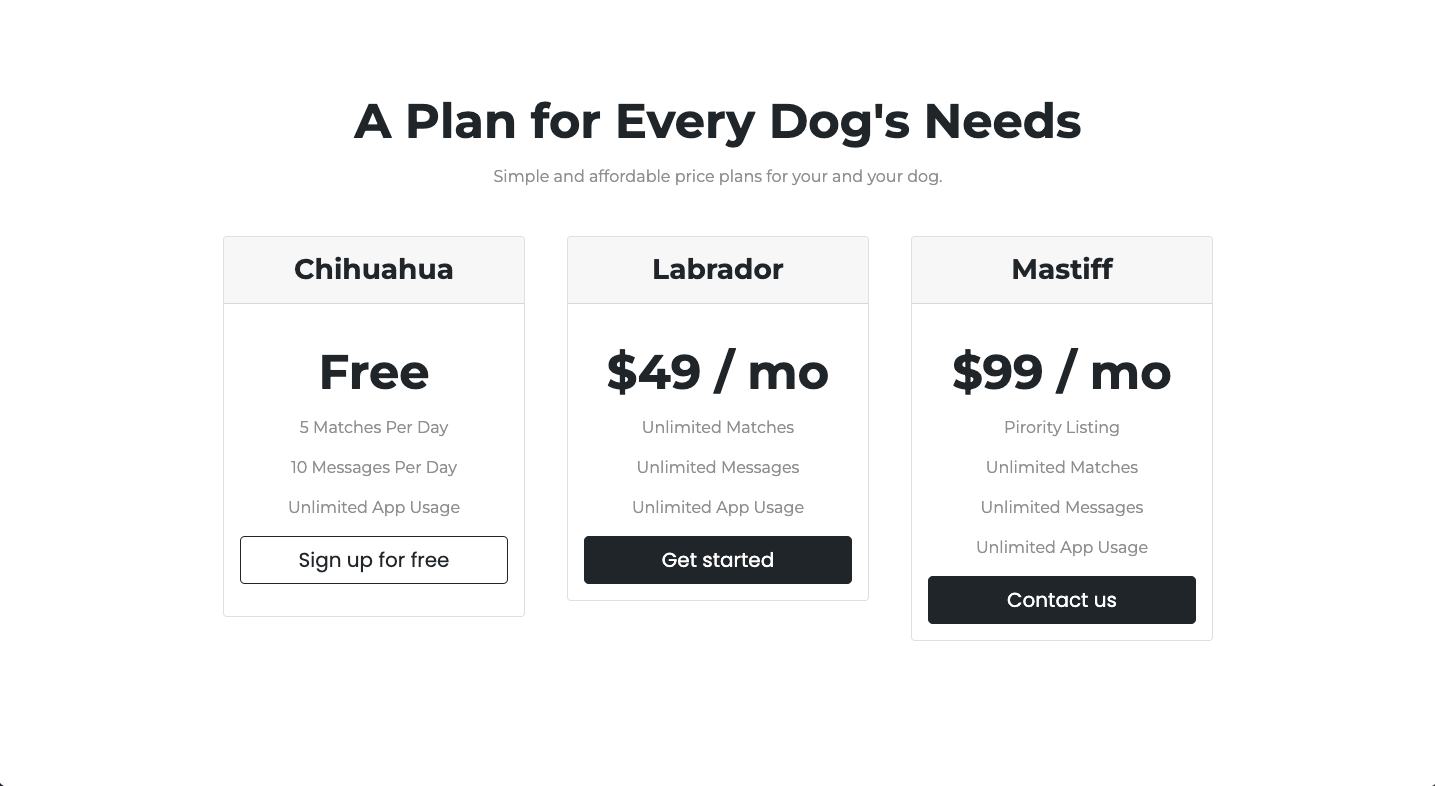 A Plan for Every Dog's Needs
Simple and affordable price plans for your and your dog.
Chihuahua
Free
5 Matches Per Day
10 Messages Per Day
Unlimited App Usage
Sign up for free
Labrador
$49 / mo
Unlimited Matches
Unlimited Messages
Unlimited App Usage
Get started
Mastiff
$99 / mo
Pirority Listing
Unlimited Matches
Unlimited Messages
Unlimited App Usage
Contact us